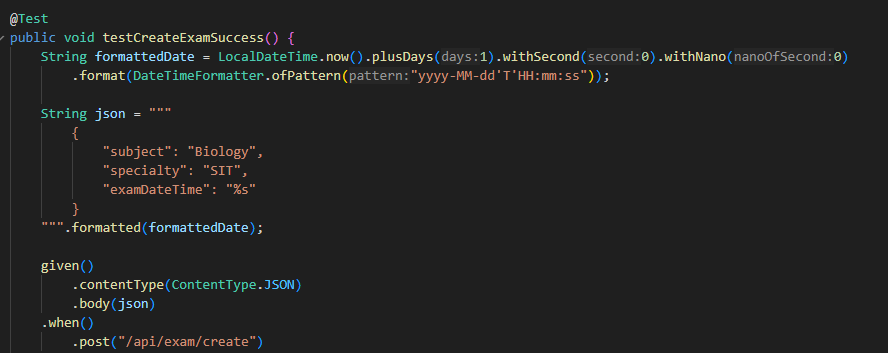 @Test
public void testCreateExamSuccess() {
    String formattedDate = LocalDateTime.now().plusDays(days:1).withSecond(second:0).withNano(nanoOfSecond:0)
        .format(DateTimeFormatter.ofPattern(pattern:"yyyy-MM-dd'T'HH:mm:ss"));
    String json = """
        {
            "subject": "Biology",
            "specialty": "SIT",
            "examDateTime": "%s"
        }
    """.formatted(formattedDate);
    given()
        .contentType(ContentType.JSON)
        .body(json)
    .when()
        .post("/api/exam/create")